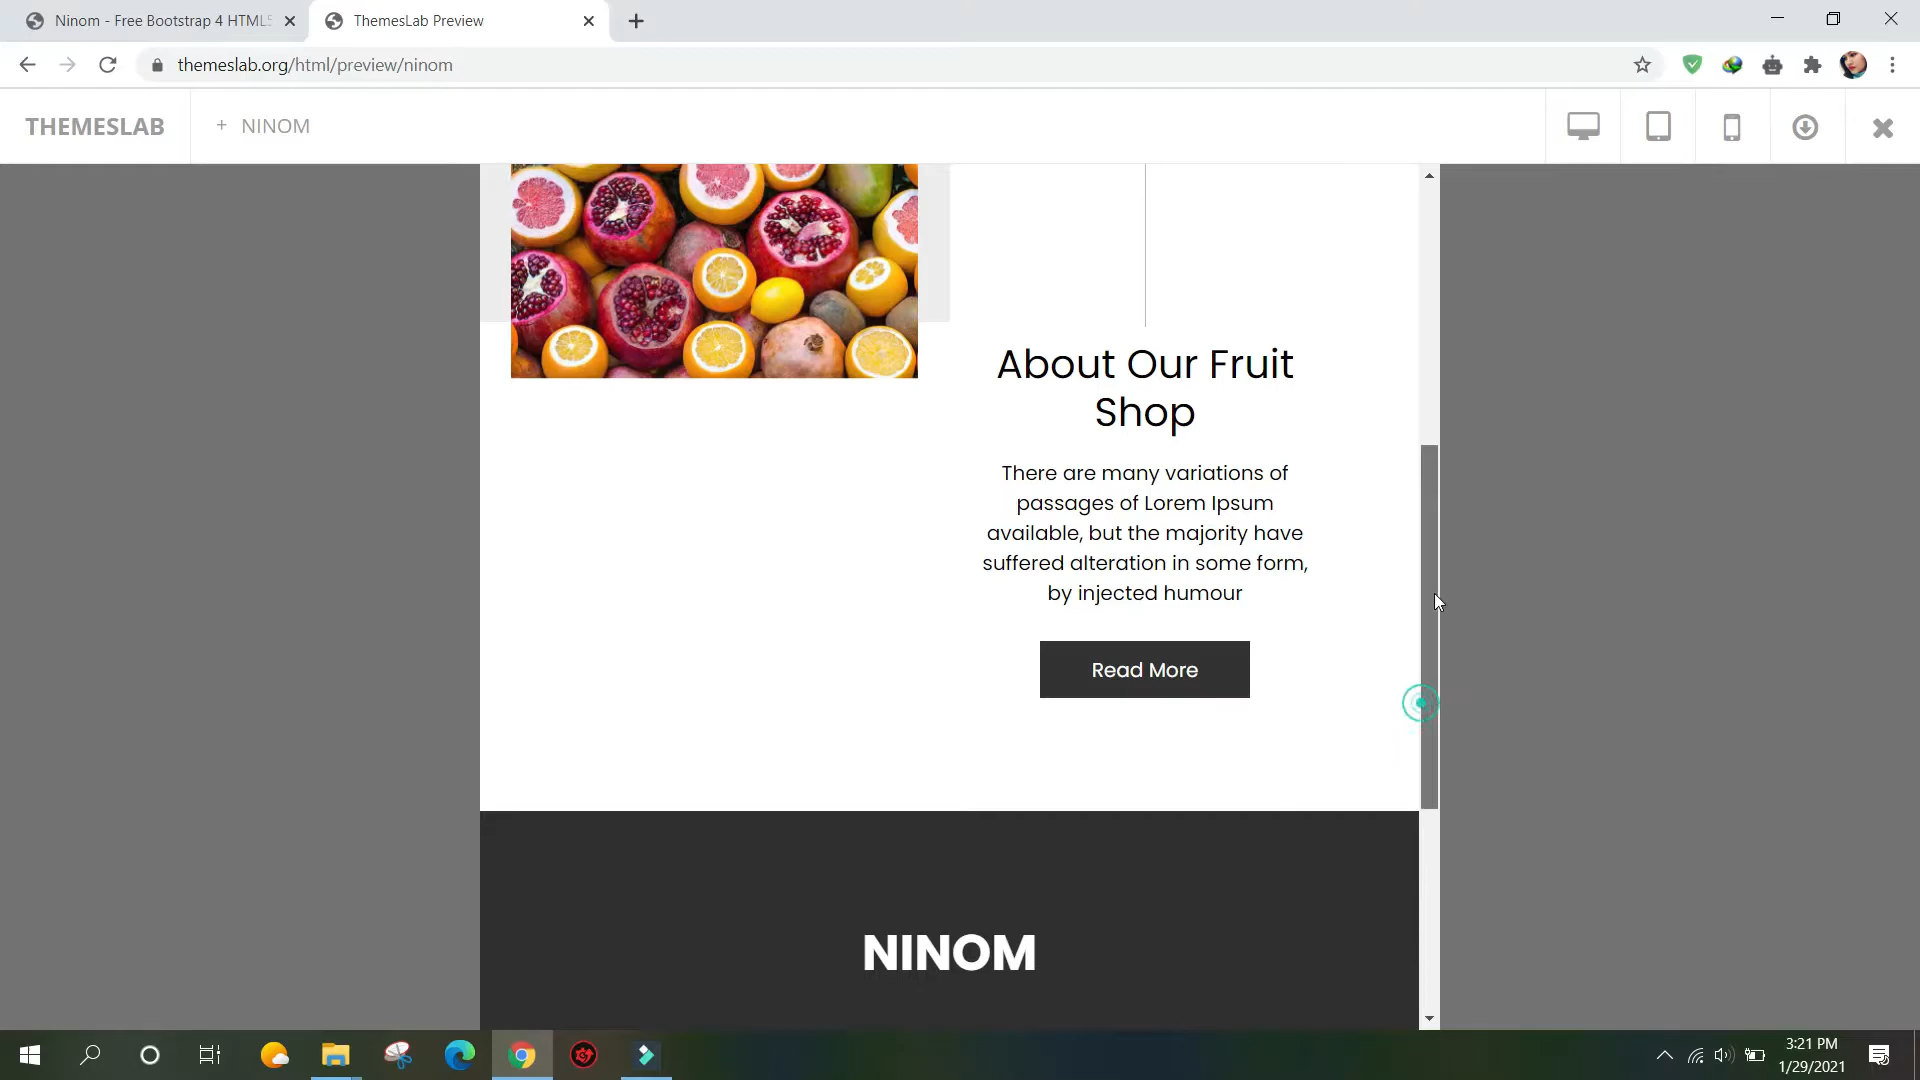 Ninom - Free Bootstrap 4 HTML5
ThemesLab Preview
themeslab.org/html/preview/ninom
THEMESLAB
+ NINOM
About Our Fruit
Shop
There are many variations of
passages of Lorem Ipsum
available, but the majority have
suffered alteration in some form,
by injected humour
Read More
NINOM
3:21 PM
1/29/2021